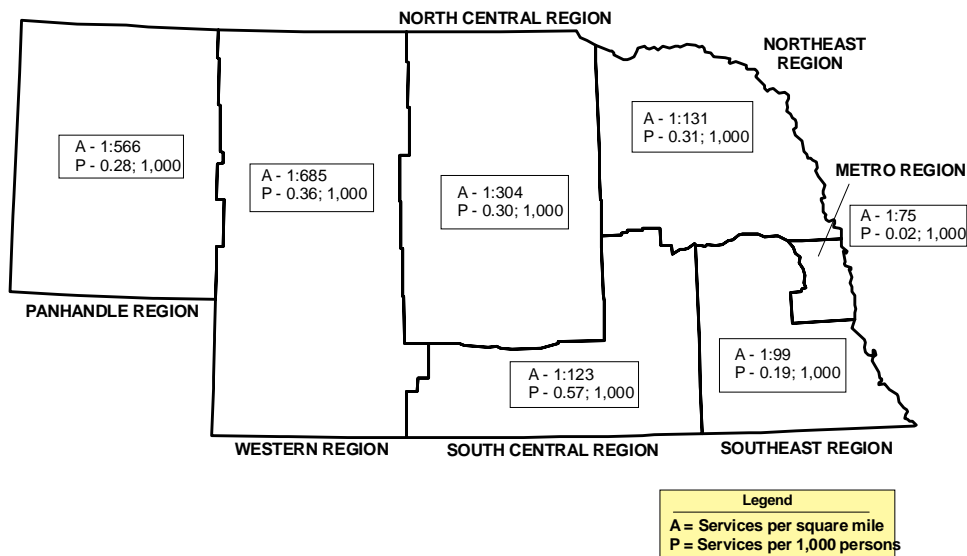 NORTH CENTRAL REGION
NORTHEAST
REGION
A - 1:131
P - 0.31; 1,000
A - 1:566
P - 0.28; 1,000
METRO REGION
A - 1:685
P - 0.36; 1,000
A - 1:304
P - 0.30; 1,000
A - 1:75
P - 0.02; 1,000
PANHANDLE REGION
A - 1:123
P - 0.57; 1,000
A - 1:99
P - 0.19; 1,000
WESTERN REGION
SOUTH CENTRAL REGION
SOUTHEAST REGION
Legend
A = Services per square mile
P = Services per 1,000 persons